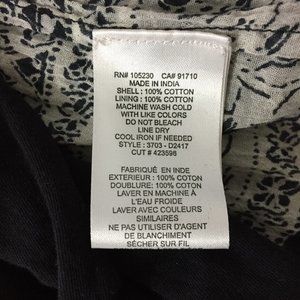 RN# 105230 CA# 91710
MADE IN INDIA
SHELL : 100% COTTON
LINING : 100% COTTON
MACHINE WASH COLD
WITH LIKE COLORS
DO NOT BLEACH
LINE DRY
COOL IRON IF NEEDED
STYLE : 3703 - D2417
CUT # 423598
FABRIQUÉ EN INDE
EXTERIEUR : 100% COTON
DOUBLURE: 100% COTON
LAVER EN MACHINE À
L'EAU FROIDE
LAVER AVEC COULEURS
SIMILAIRES
NE PAS UTILISER D'AGENT
DE BLANCHIMENT
SÉCHER SUR FIL